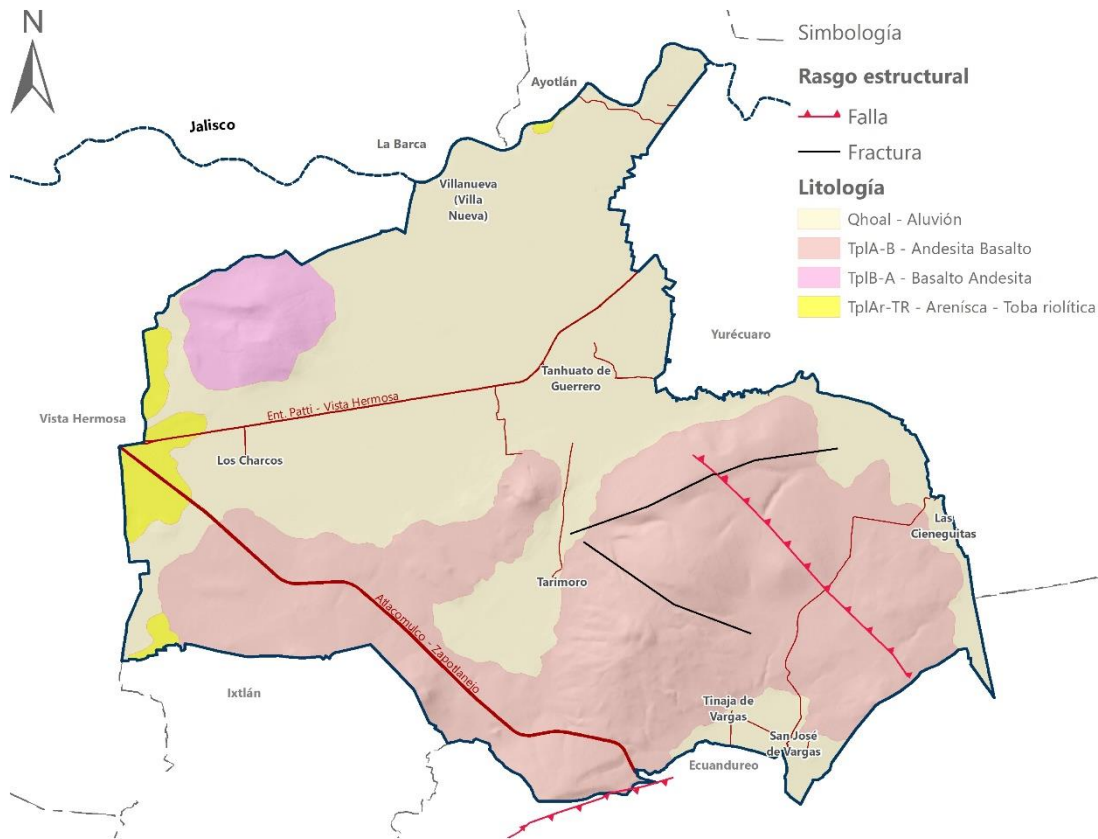 N
Simbología
Rasgo estructural
Falla
Fractura
Litología
Qhoal - Aluvión
TplA-B - Andesita Basalto
TplB-A - Basalto Andesita
TplAr-TR - Arenísca - Toba riolítica
Ayotlán
Jalisco
La Barca
Villanueva
(Villa
Nueva)
Yurécuaro
Tanhuato de
Guerrero
Vista Hermosa
Ent. Patti - Vista Hermosa
Los Charcos
Las
Cieneguitas
Tarimoro
Atlacomulco - Zapotlanejo
Ixtlán
Tinaja de
Vargas
San José
de Vargas
Ecuandureo